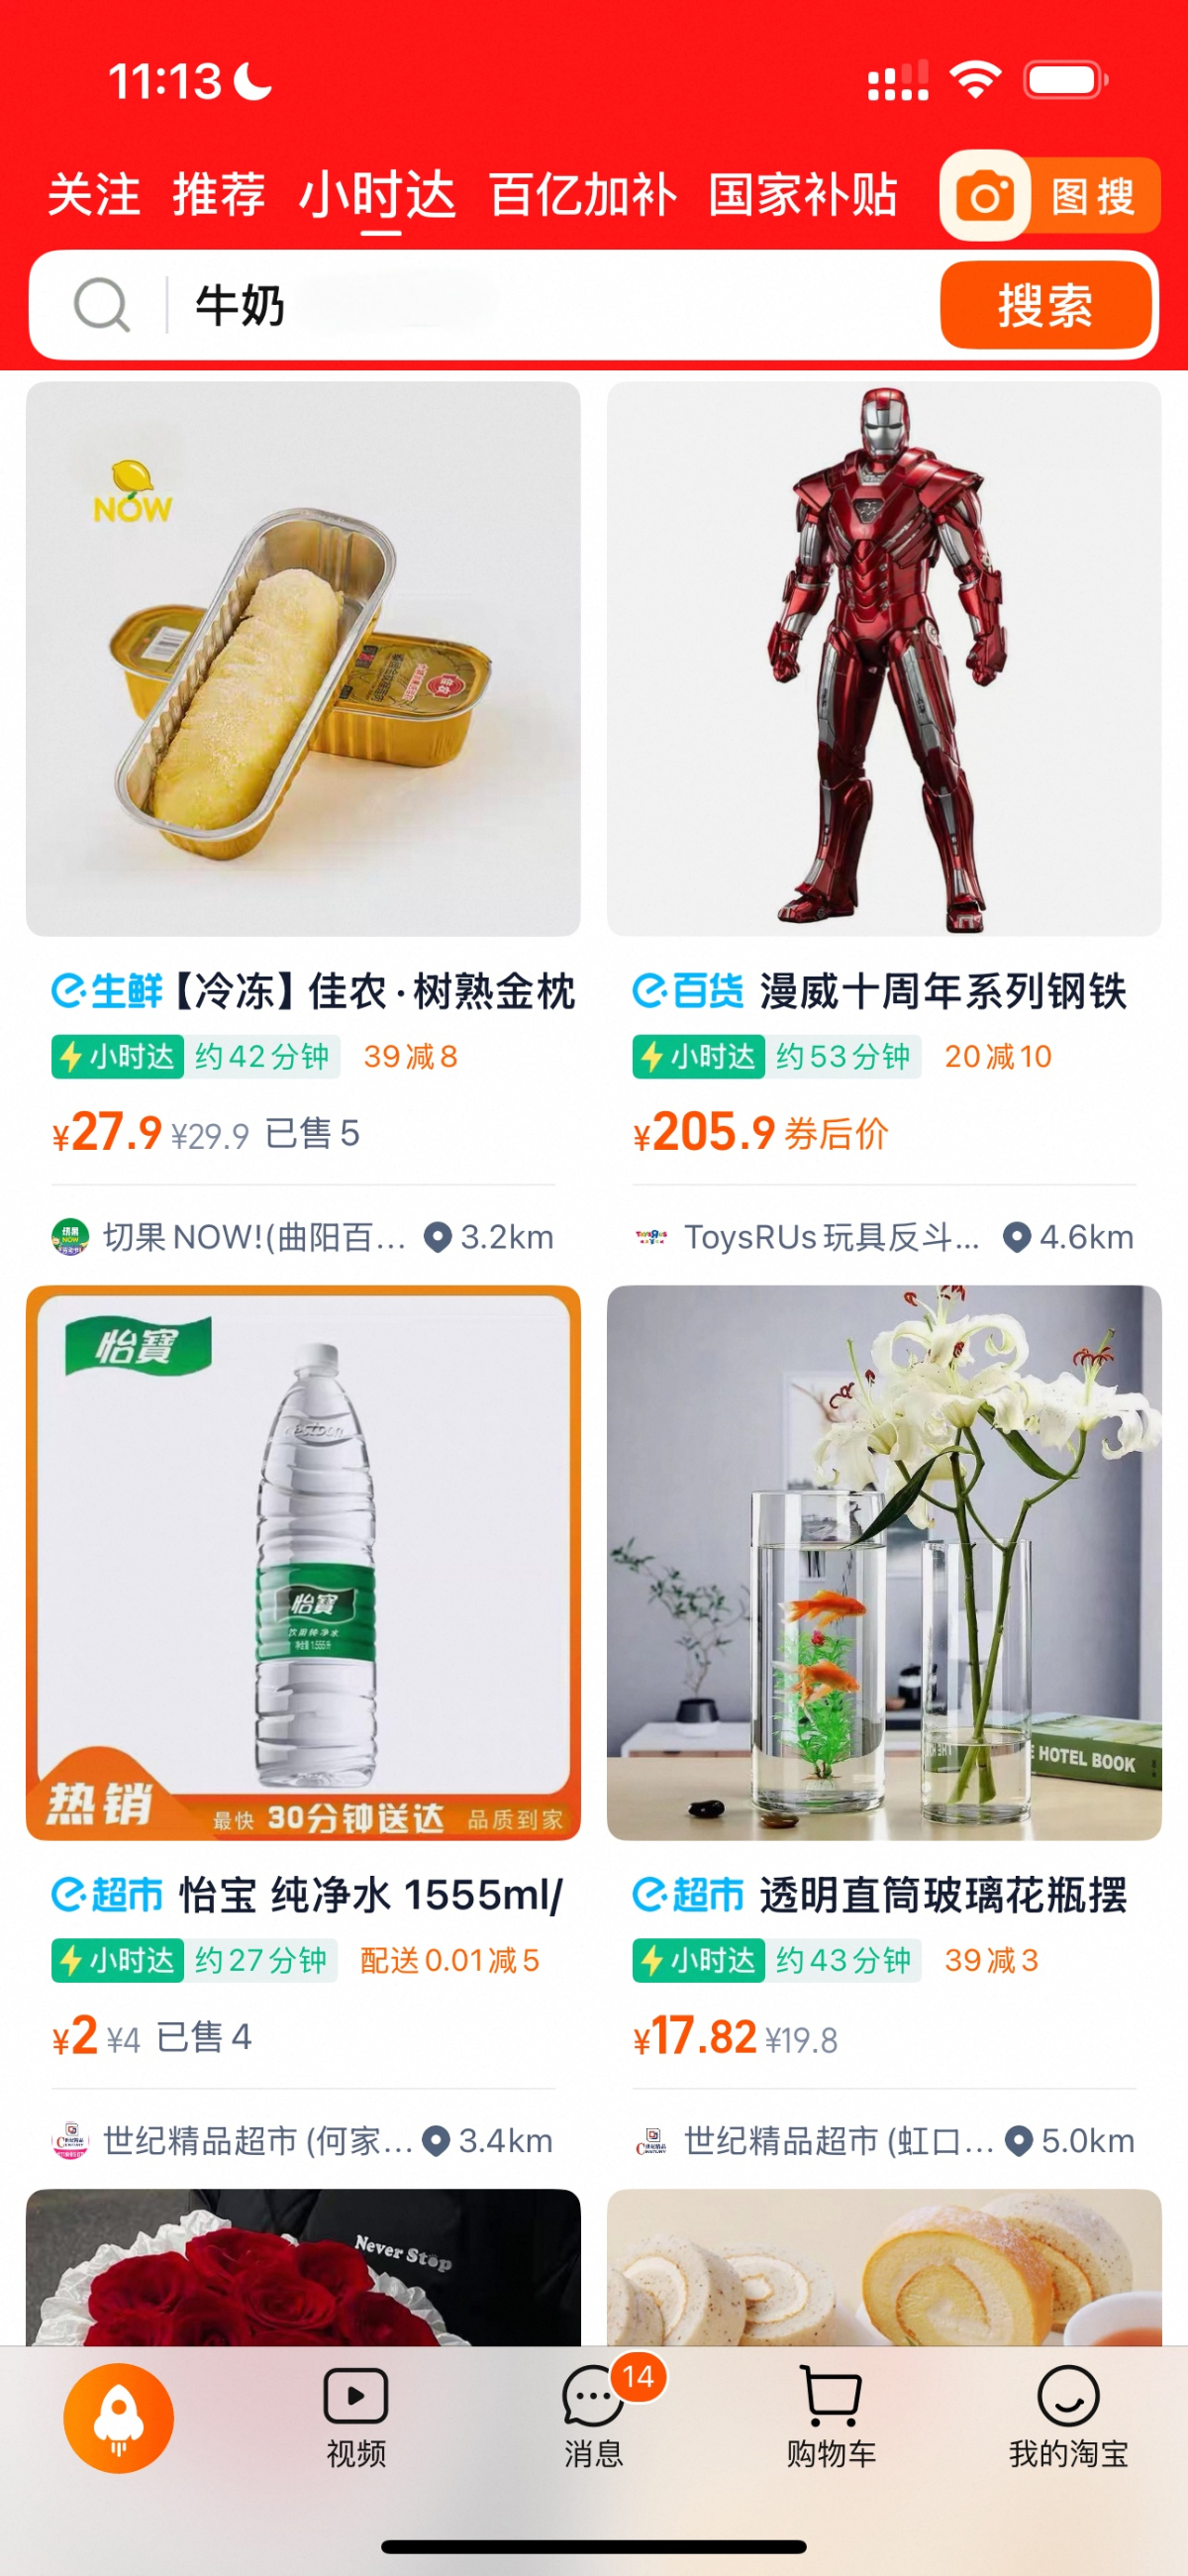 11:13
关注 推荐 小时达 百亿加补 国家补贴 图搜
牛奶 搜索
NOW
e生鲜【冷冻】佳农·树熟金枕
小时达 约42分钟 39减8
¥27.9 ¥29.9 已售5
切果NOW!(曲阳百... 3.2km
e百货 漫威十周年系列钢铁
小时达 约53分钟 20减10
¥205.9 券后价
ToysRUs玩具反斗... 4.6km
怡寶
怡寶
饮用纯净水
热销 最快 30分钟送达 品质到家
e超市 怡宝 纯净水 1555ml/
小时达 约27分钟 配送0.01减5
¥2 ¥4 已售4
世纪精品超市 (何家... 3.4km
HOTEL BOOK
e超市 透明直筒玻璃花瓶摆
小时达 约43分钟 39减3
¥17.82 ¥19.8
世纪精品超市 (虹口... 5.0km
Never Stop
14
视频 消息 购物车 我的淘宝